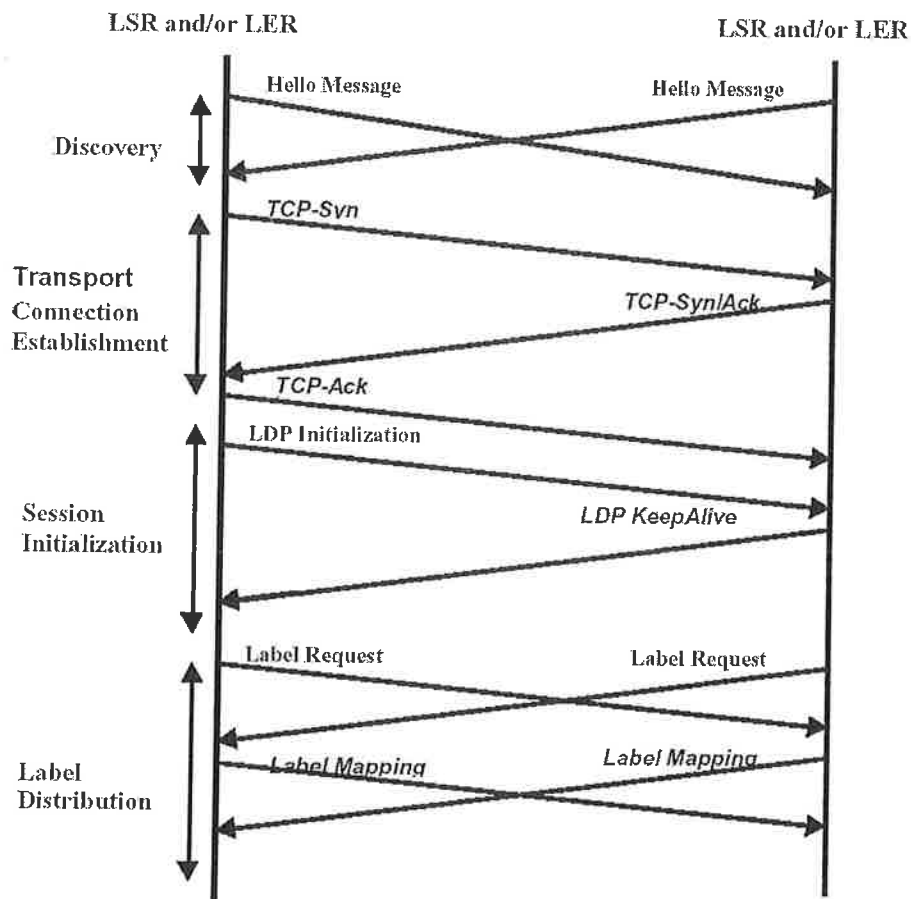 LSR and/or LER
LSR and/or LER
Hello Message
Hello Message
Discovery
TCP-Syn
Transport
Connection
Establishment
TCP-Syn/Ack
TCP-Ack
LDP Initialization
Session
Initialization
LDP KeepAlive
Label Request
Label Request
Label Mapping
Label Mapping
Label
Distribution